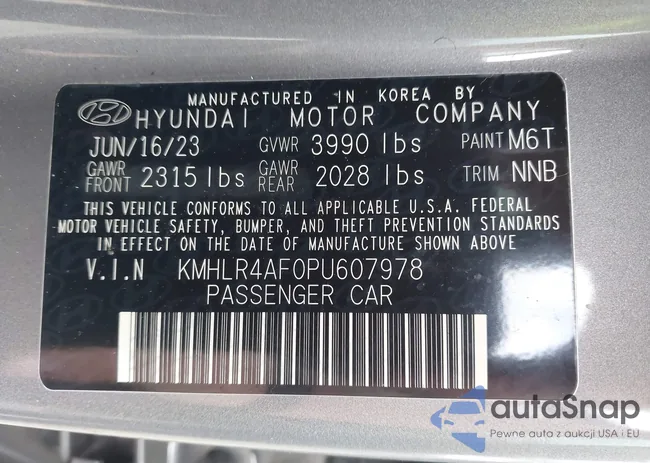 MANUFACTURED IN KOREA BY
HYUNDAI MOTOR COMPANY
JUN/16/23 GVWR 3990 lbs PAINT M6T
GAWR FRONT 2315 lbs GAWR REAR 2028 lbs TRIM NNB
THIS VEHICLE CONFORMS TO ALL APPLICABLE U.S.A. FEDERAL
MOTOR VEHICLE SAFETY, BUMPER, AND THEFT PREVENTION STANDARDS
IN EFFECT ON THE DATE OF MANUFACTURE SHOWN ABOVE
V.I.N KMHLR4AF0PU607978
PASSENGER CAR
autaSnap
Pewne auta z aukcji USA i EU